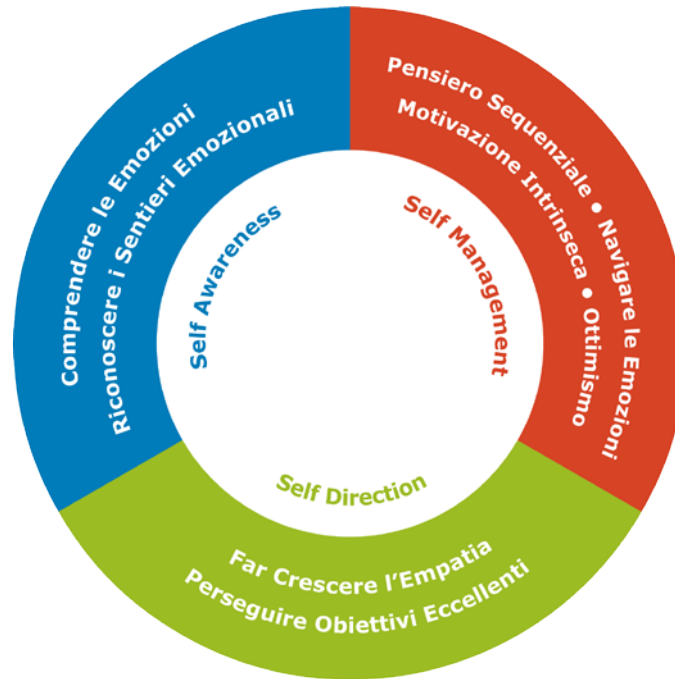 Comprendere le Emozioni
Riconoscere i Sentieri Emozionali
Self Awareness
Pensiero Sequenziale • Navigare le Emozioni
Motivazione Intrinseca • Ottimismo
Self Management
Self Direction
Far Crescere l’Empatia
Perseguire Obiettivi Eccellenti